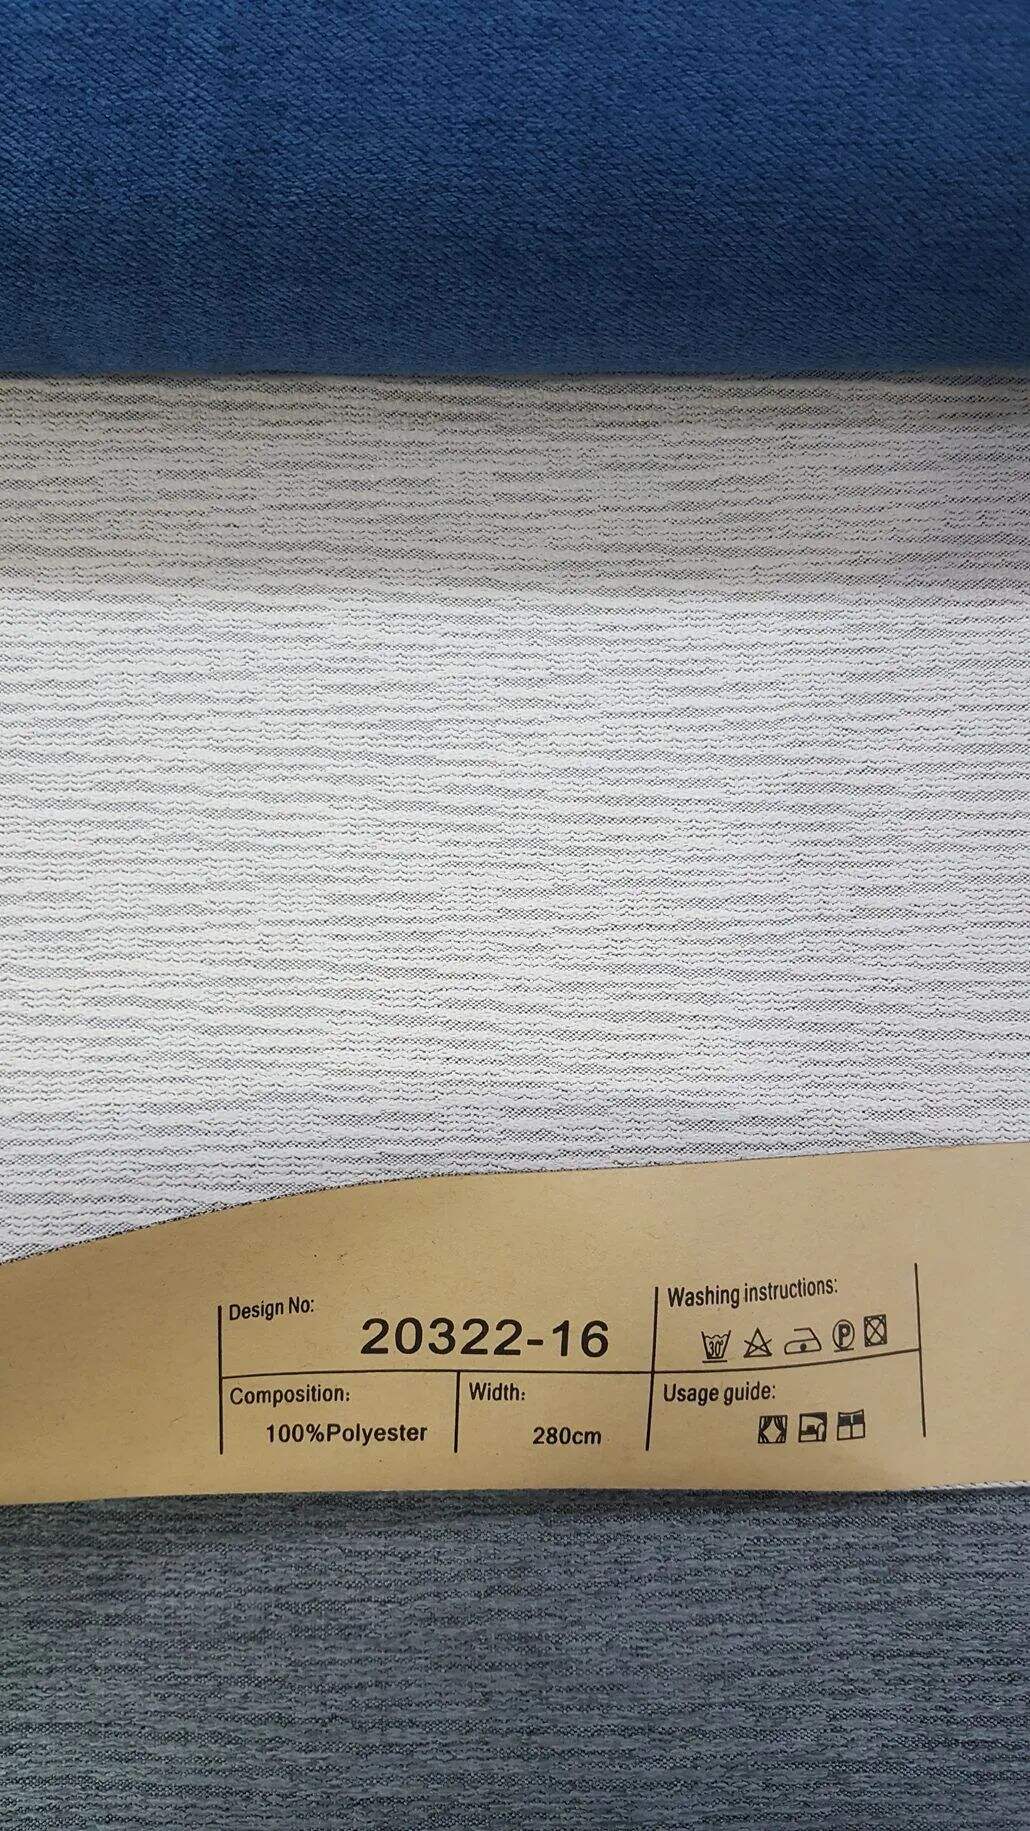 Design No:
20322-16
Washing instructions:
30°
P
Composition:
100%Polyester
Width:
280cm
Usage guide: